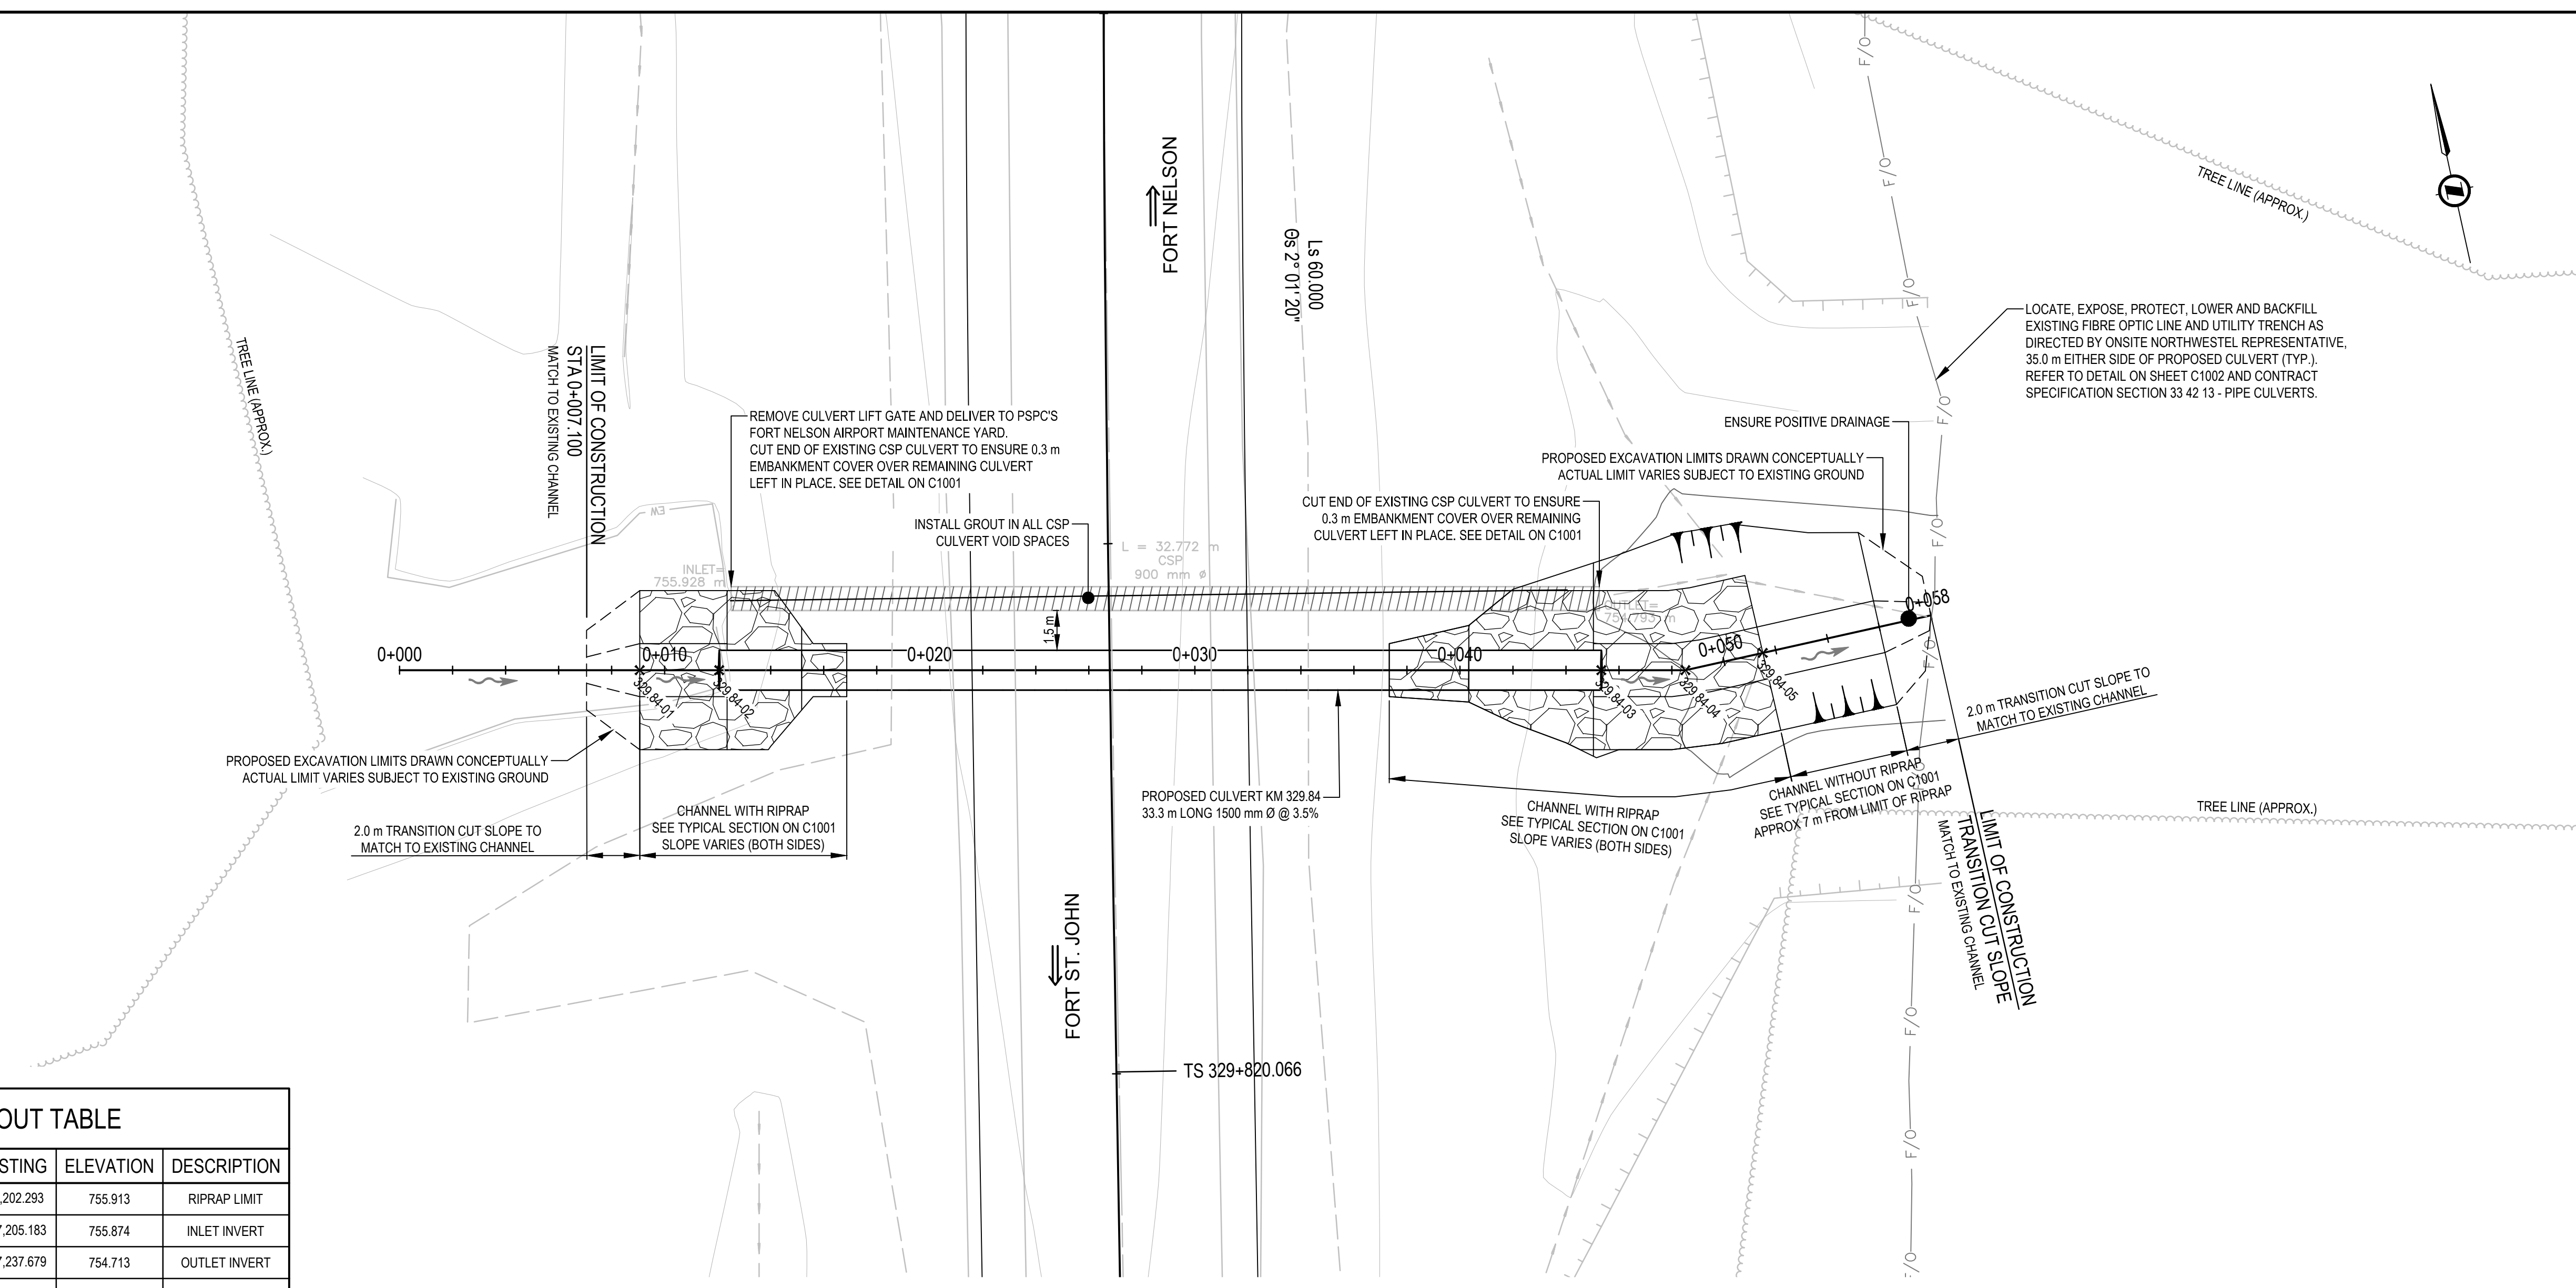 F/O
F/O
F/O
F/O
F/O
F/O
F/O
F/O
F/O
F/O
F/O
F/O
F/O
F/O
TREE LINE (APPROX.)
FORT NELSON
Ls 60.000
Θs 2° 01' 20"
LOCATE, EXPOSE, PROTECT, LOWER AND BACKFILL
EXISTING FIBRE OPTIC LINE AND UTILITY TRENCH AS
DIRECTED BY ONSITE NORTHWESTEL REPRESENTATIVE,
35.0 m EITHER SIDE OF PROPOSED CULVERT (TYP.).
REFER TO DETAIL ON SHEET C1002 AND CONTRACT
SPECIFICATION SECTION 33 42 13 - PIPE CULVERTS.
TREE LINE (APPROX.)
LIMIT OF CONSTRUCTION
STA 0+007.100
MATCH TO EXISTING CHANNEL
REMOVE CULVERT LIFT GATE AND DELIVER TO PSPC'S
FORT NELSON AIRPORT MAINTENANCE YARD.
CUT END OF EXISTING CSP CULVERT TO ENSURE 0.3 m
EMBANKMENT COVER OVER REMAINING CULVERT
LEFT IN PLACE. SEE DETAIL ON C1001
ENSURE POSITIVE DRAINAGE
PROPOSED EXCAVATION LIMITS DRAWN CONCEPTUALLY
ACTUAL LIMIT VARIES SUBJECT TO EXISTING GROUND
CUT END OF EXISTING CSP CULVERT TO ENSURE
0.3 m EMBANKMENT COVER OVER REMAINING
CULVERT LEFT IN PLACE. SEE DETAIL ON C1001
EW
INSTALL GROUT IN ALL CSP
CULVERT VOID SPACES
L = 32.772 m
CSP
900 mm ø
INLET=
755.928 m
OUTLET=
754.793 m
1.5 m
0+000
0+010
0+020
0+030
0+040
0+050
0+058
329.84-01
329.84-02
329.84-03
329.84-04
329.84-05
2.0 m TRANSITION CUT SLOPE TO
MATCH TO EXISTING CHANNEL
PROPOSED EXCAVATION LIMITS DRAWN CONCEPTUALLY
ACTUAL LIMIT VARIES SUBJECT TO EXISTING GROUND
CHANNEL WITH RIPRAP
SEE TYPICAL SECTION ON C1001
SLOPE VARIES (BOTH SIDES)
2.0 m TRANSITION CUT SLOPE TO
MATCH TO EXISTING CHANNEL
PROPOSED CULVERT KM 329.84
33.3 m LONG 1500 mm Ø @ 3.5%
CHANNEL WITH RIPRAP
SEE TYPICAL SECTION ON C1001
SLOPE VARIES (BOTH SIDES)
CHANNEL WITHOUT RIPRAP
SEE TYPICAL SECTION ON C1001
APPROX 7 m FROM LIMIT OF RIPRAP
TREE LINE (APPROX.)
LIMIT OF CONSTRUCTION
TRANSITION CUT SLOPE
MATCH TO EXISTING CHANNEL
FORT ST. JOHN
TS 329+820.066
OUT TABLE
STING ELEVATION DESCRIPTION
,202.293 755.913 RIPRAP LIMIT
7,205.183 755.874 INLET INVERT
7,237.679 754.713 OUTLET INVERT